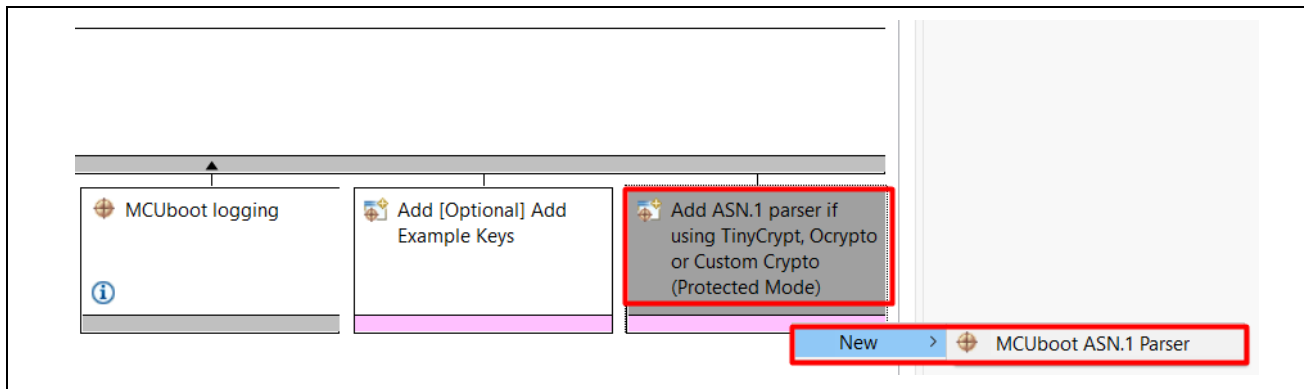 MCUboot logging
Add [Optional] Add
Example Keys
Add ASN.1 parser if
using TinyCrypt, Ocrypto
or Custom Crypto
(Protected Mode)
New > MCUboot ASN.1 Parser